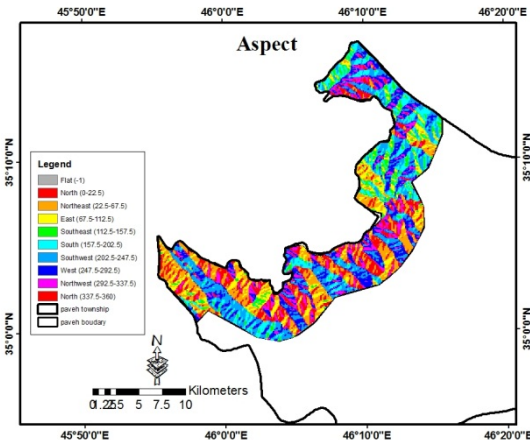 45°50'0"E 46°0'0"E 46°10'0"E 46°20'0"E
Aspect
35°10'0"N
35°10'0"N
Legend
Flat (-1)
North (0-22.5)
Northeast (22.5-67.5)
East (67.5-112.5)
Southeast (112.5-157.5)
South (157.5-202.5)
Southwest (202.5-247.5)
West (247.5-292.5)
Northwest (292.5-337.5)
North (337.5-360)
paveh township
paveh boudary
35°0'0"N
35°0'0"N
N
Kilometers
0 1.25 2.5 5 7.5 10
45°50'0"E 46°0'0"E 46°10'0"E 46°20'0"E